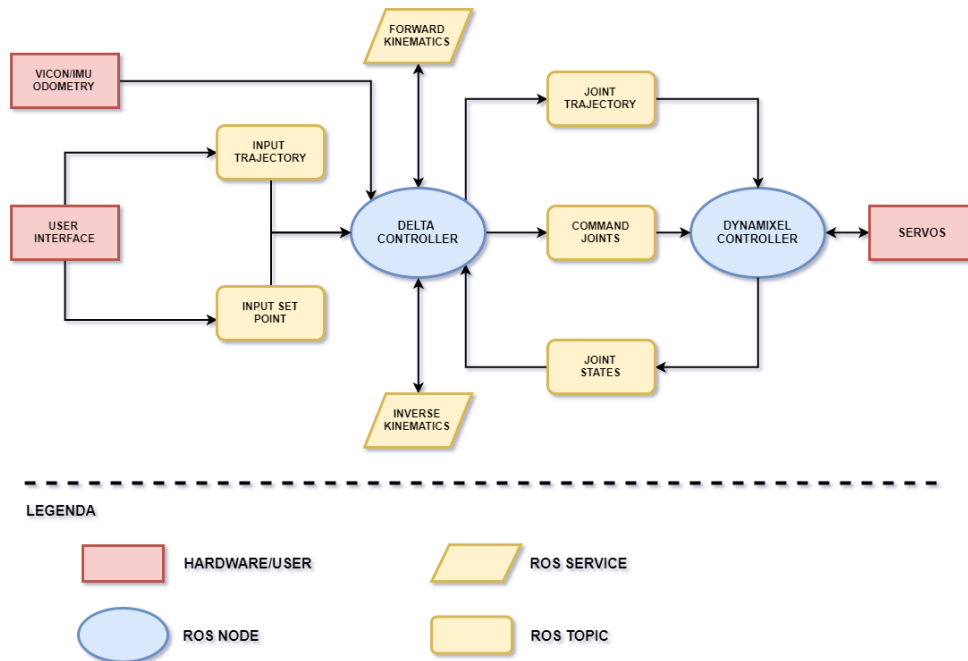 FORWARD
KINEMATICS
VICON/IMU
ODOMETRY
JOINT
TRAJECTORY
INPUT
TRAJECTORY
USER
INTERFACE
DELTA
CONTROLLER
COMMAND
JOINTS
DYNAMIXEL
CONTROLLER
SERVOS
INPUT SET
POINT
JOINT
STATES
INVERSE
KINEMATICS
LEGENDA
HARDWARE/USER
ROS SERVICE
ROS NODE
ROS TOPIC